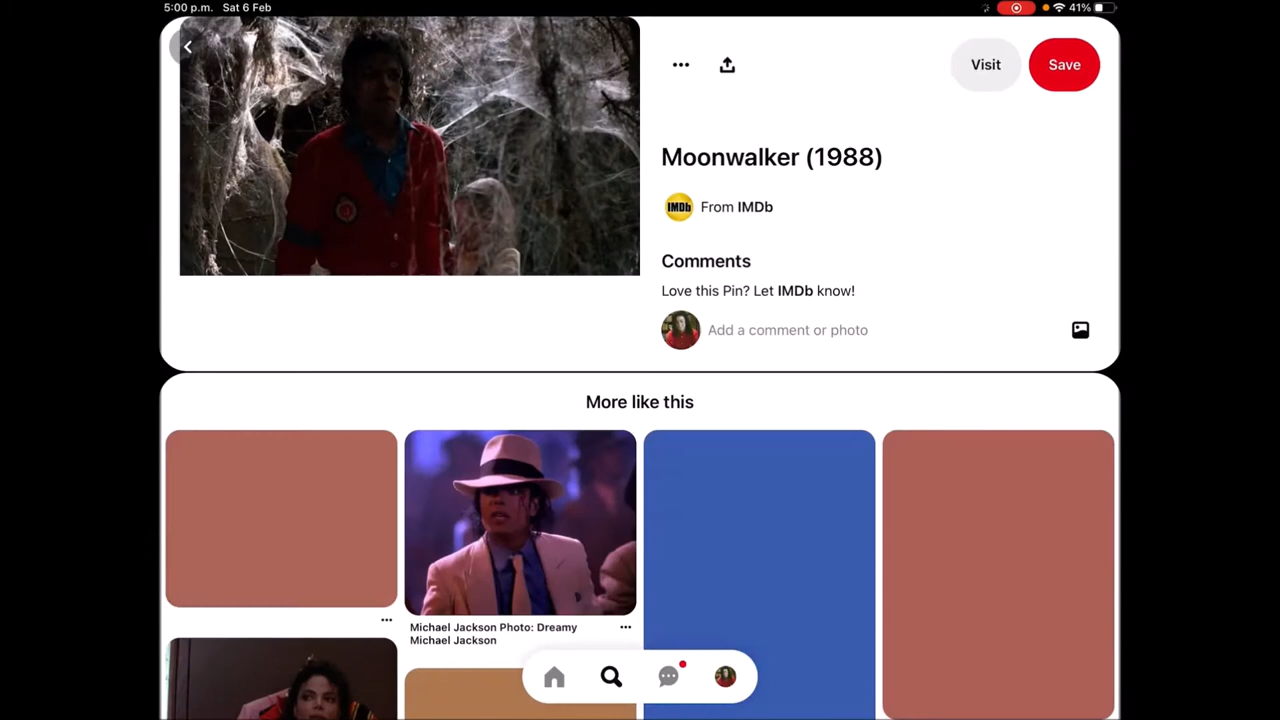 5:00 p.m. Sat 6 Feb
41%
Visit
Save
Moonwalker (1988)
IMDb
From IMDb
Comments
Love this Pin? Let IMDb know!
Add a comment or photo
More like this
Michael Jackson Photo: Dreamy
Michael Jackson